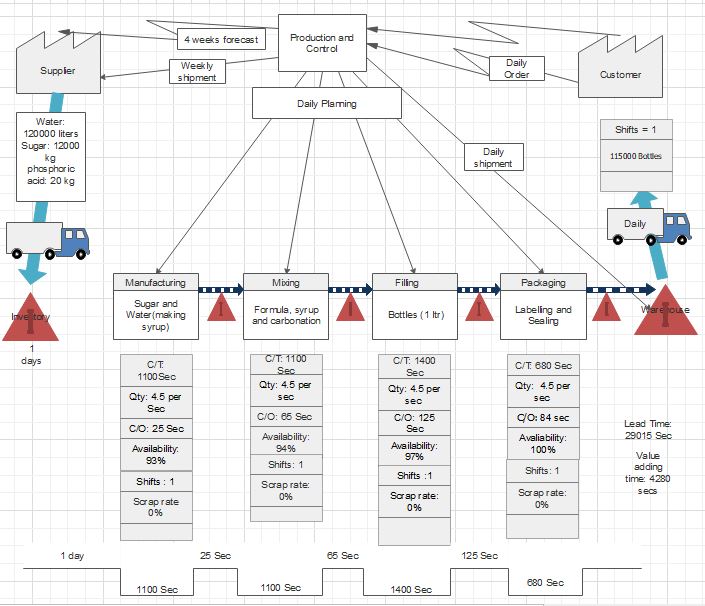 4 weeks forecast
Production and
Control
Supplier
Weekly
shipment
Daily
Order
Customer
Daily Planning
Water:
120000 liters
Sugar: 12000
kg
phosphoric
acid: 20 kg
Daily
shipment
Shifts = 1
115000 Bottles
Daily
Manufacturing
Sugar and
Water(making
syrup)
Mixing
Formula, syrup
and carbonation
Filling
Bottles (1 ltr)
Packaging
Labelling and
Sealing
Inventory
I
I
I
I
I
Warehouse
I
1
days
C/T:
1100Sec
Qty: 4.5 per
Sec
C/O: 25 Sec
Availability:
93%
Shifts : 1
Scrap rate
0%
C/T: 1100
Sec
Qty: 4.5 per
sec
C/O: 65 Sec
Availability:
94%
Shifts: 1
Scrap rate:
0%
C/T: 1400
Sec
Qty: 4.5 per
sec
C/O: 125
Sec
Availability:
97%
Shifts :1
Scrap rate:
0%
C/T: 680 Sec
Qty: 4.5 per
sec
C/O: 84 sec
Avaliability:
100%
Shifts: 1
Scrap rate:
0%
Lead Time:
29015 Sec
Value
adding
time: 4280
secs
1 day
25 Sec
65 Sec
125 Sec
1100 Sec
1100 Sec
1400 Sec
680 Sec